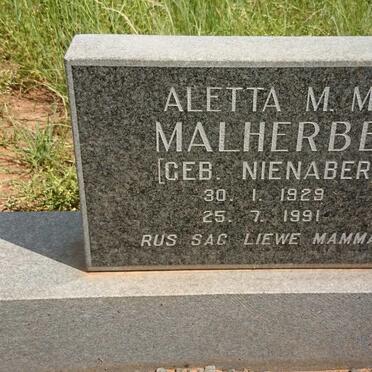 ALETTA M. M
MALHERBE
[GEB. NIENABER
30. 1. 1929
25. 7. 1991
RUS SAG LIEWE MAMMA